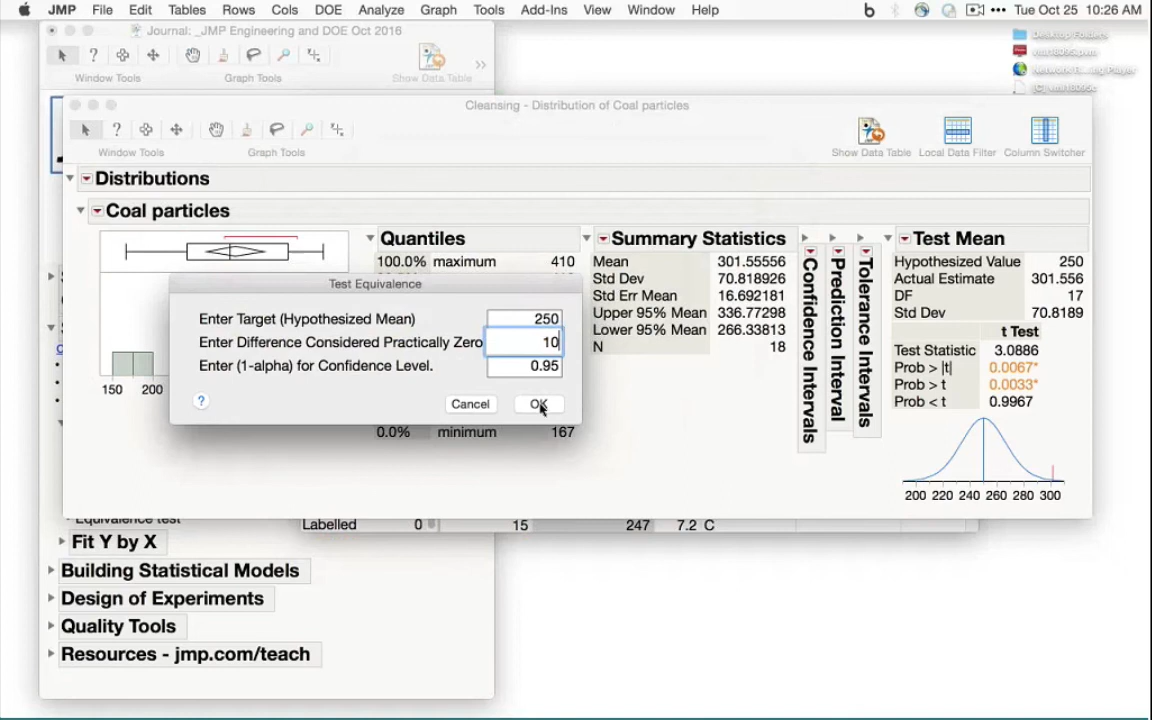 JMP File Edit Tables Rows Cols DOE Analyze Graph Tools Add-Ins View Window Help Tue Oct 25 10:26 AM
Journal: _JMP Engineering and DOE Oct 2016
Window Tools Graph Tools Show Data Table
Desktop Folders
Cleansing - Distribution of Coal particles
Window Tools Graph Tools Show Data Table Local Data Filter Column Switcher
Distributions
Coal particles
Quantiles
100.0% maximum 410
0.0% minimum 167
150 200
Summary Statistics
Mean 301.55556
Std Dev 70.818926
Std Err Mean 16.692181
Upper 95% Mean 336.77298
Lower 95% Mean 266.33813
N 18
Confidence Intervals
Prediction Interval
Tolerance Intervals
Test Mean
Hypothesized Value 250
Actual Estimate 301.556
DF 17
Std Dev 70.8189
t Test
Test Statistic 3.0886
Prob > |t| 0.0067*
Prob > t 0.0033*
Prob < t 0.9967
200 220 240 260 280 300
Test Equivalence
Enter Target (Hypothesized Mean) 250
Enter Difference Considered Practically Zero 10
Enter (1-alpha) for Confidence Level. 0.95
? Cancel OK
Labelled 0 15 247 7.2 C
Equivalence test
Fit Y by X
Building Statistical Models
Design of Experiments
Quality Tools
Resources - jmp.com/teach